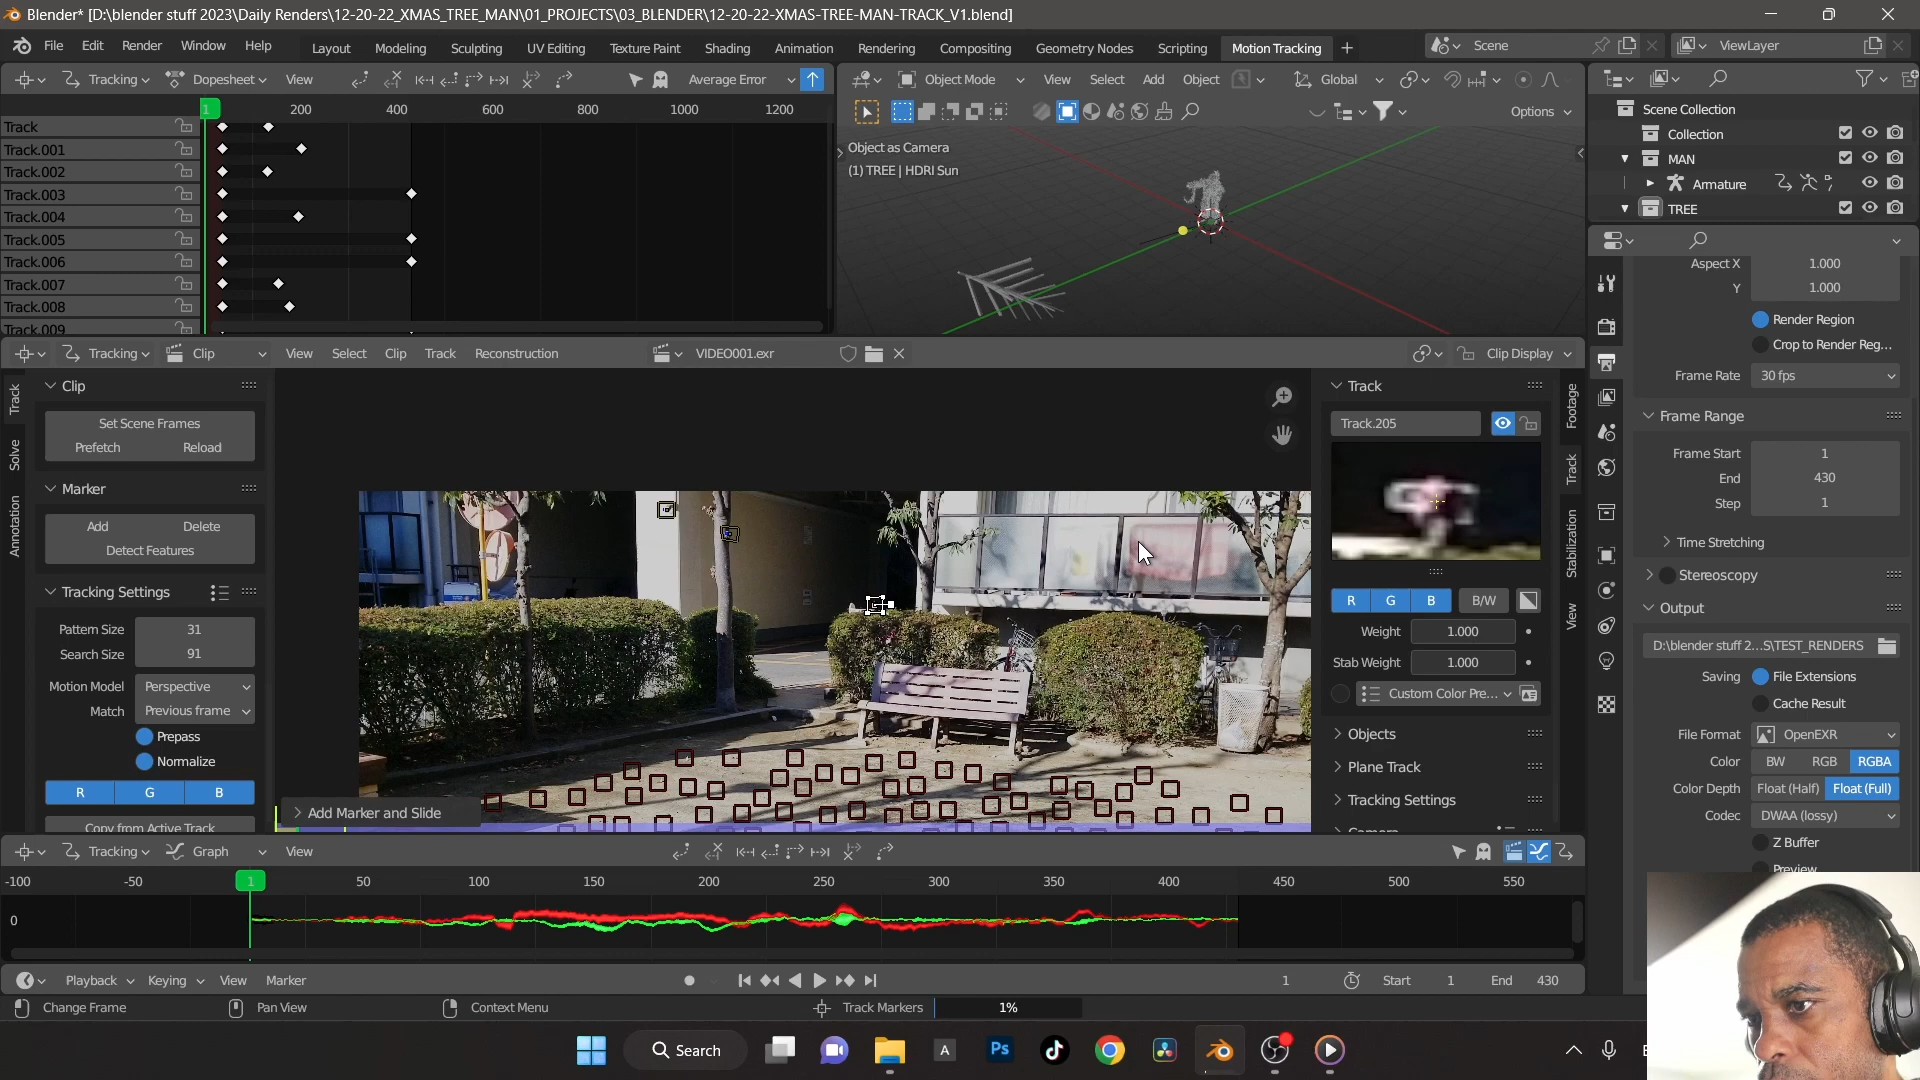 Blender* [D:\blender stuff 2023\Daily Renders\12-20-22_XMAS_TREE_MAN\01_PROJECTS\03_BLENDER\12-20-22-XMAS-TREE-MAN-TRACK_V1.blend]
File Edit Render Window Help Layout Modeling Sculpting UV Editing Texture Paint Shading Animation Rendering Compositing Geometry Nodes Scripting Motion Tracking + Scene ViewLayer
Tracking Dopesheet View Average Error Object Mode View Select Add Object Global
1 200 400 600 800 1000 1200
Options
Scene Collection
Collection
MAN
Armature
TREE
Track
Track.001
Track.002
Track.003
Track.004
Track.005
Track.006
Track.007
Track.008
Track.009
Object as Camera
(1) TREE | HDRI Sun
Tracking Clip View Select Clip Track Reconstruction VIDEO001.exr Clip Display
Track
Solve
Annotation
Clip
Set Scene Frames
Prefetch Reload
Marker
Add Delete
Detect Features
Tracking Settings
Pattern Size 31
Search Size 91
Motion Model Perspective
Match Previous frame
Prepass
Normalize
R G B
Copy from Active Track
Add Marker and Slide
Track
Track.205
R G B B/W
Weight 1.000
Stab Weight 1.000
Custom Color Pre...
Objects
Plane Track
Tracking Settings
Camera
Footage
Track
Stabilization
View
Aspect X 1.000
Y 1.000
Render Region
Crop to Render Reg...
Frame Rate 30 fps
Frame Range
Frame Start 1
End 430
Step 1
Time Stretching
Stereoscopy
Output
D:\blender stuff 2...S\TEST_RENDERS
Saving File Extensions
Cache Result
File Format OpenEXR
Color BW RGB RGBA
Color Depth Float (Half) Float (Full)
Codec DWAA (lossy)
Z Buffer
Preview
Tracking Graph View
-100 -50 1 50 100 150 200 250 300 350 400 450 500 550
0
Playback Keying View Marker 1 Start 1 End 430
Change Frame Pan View Context Menu Track Markers 1%
Search
A
Ps